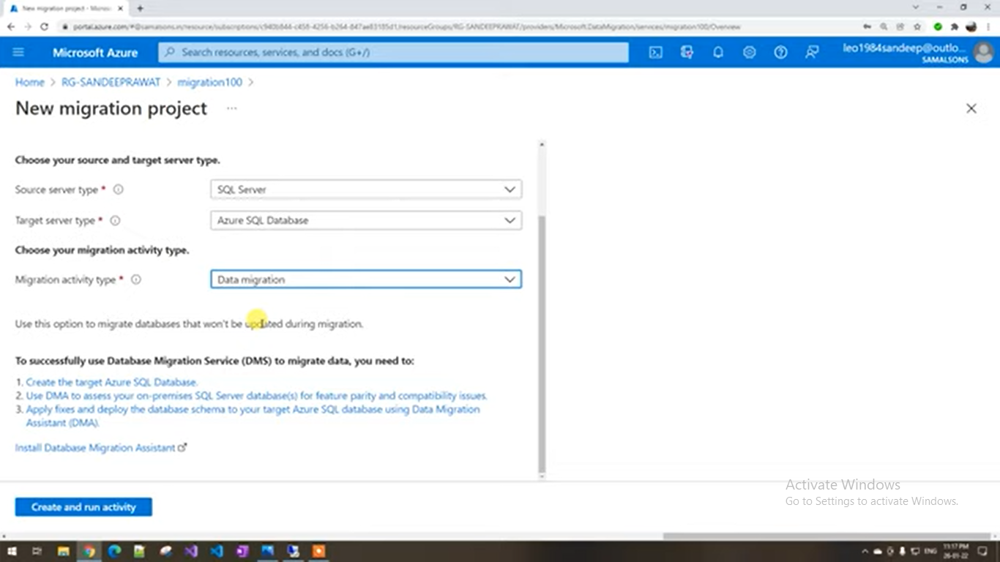 New migration project - Micros
portal.azure.com/#@samalsons.in/resource/subscriptions/c940b844-c458-4256-b264-847ae83185d1/resourceGroups/RG-SANDEEPRAWAT/providers/Microsoft.DataMigration/services/migration100/Overview
Microsoft Azure
Search resources, services, and docs (G+/)
leo1984sandeep@outlo...
SAMALSONS
Home > RG-SANDEEPRAWAT > migration100 >
New migration project ...
Choose your source and target server type.
Source server type * SQL Server
Target server type * Azure SQL Database
Choose your migration activity type.
Migration activity type * Data migration
Use this option to migrate databases that won't be updated during migration.
To successfully use Database Migration Service (DMS) to migrate data, you need to:
1. Create the target Azure SQL Database.
2. Use DMA to assess your on-premises SQL Server database(s) for feature parity and compatibility issues.
3. Apply fixes and deploy the database schema to your target Azure SQL database using Data Migration
Assistant (DMA).
Install Database Migration Assistant
Activate Windows
Go to Settings to activate Windows.
Create and run activity
ENG
11:17 PM
26-01-22